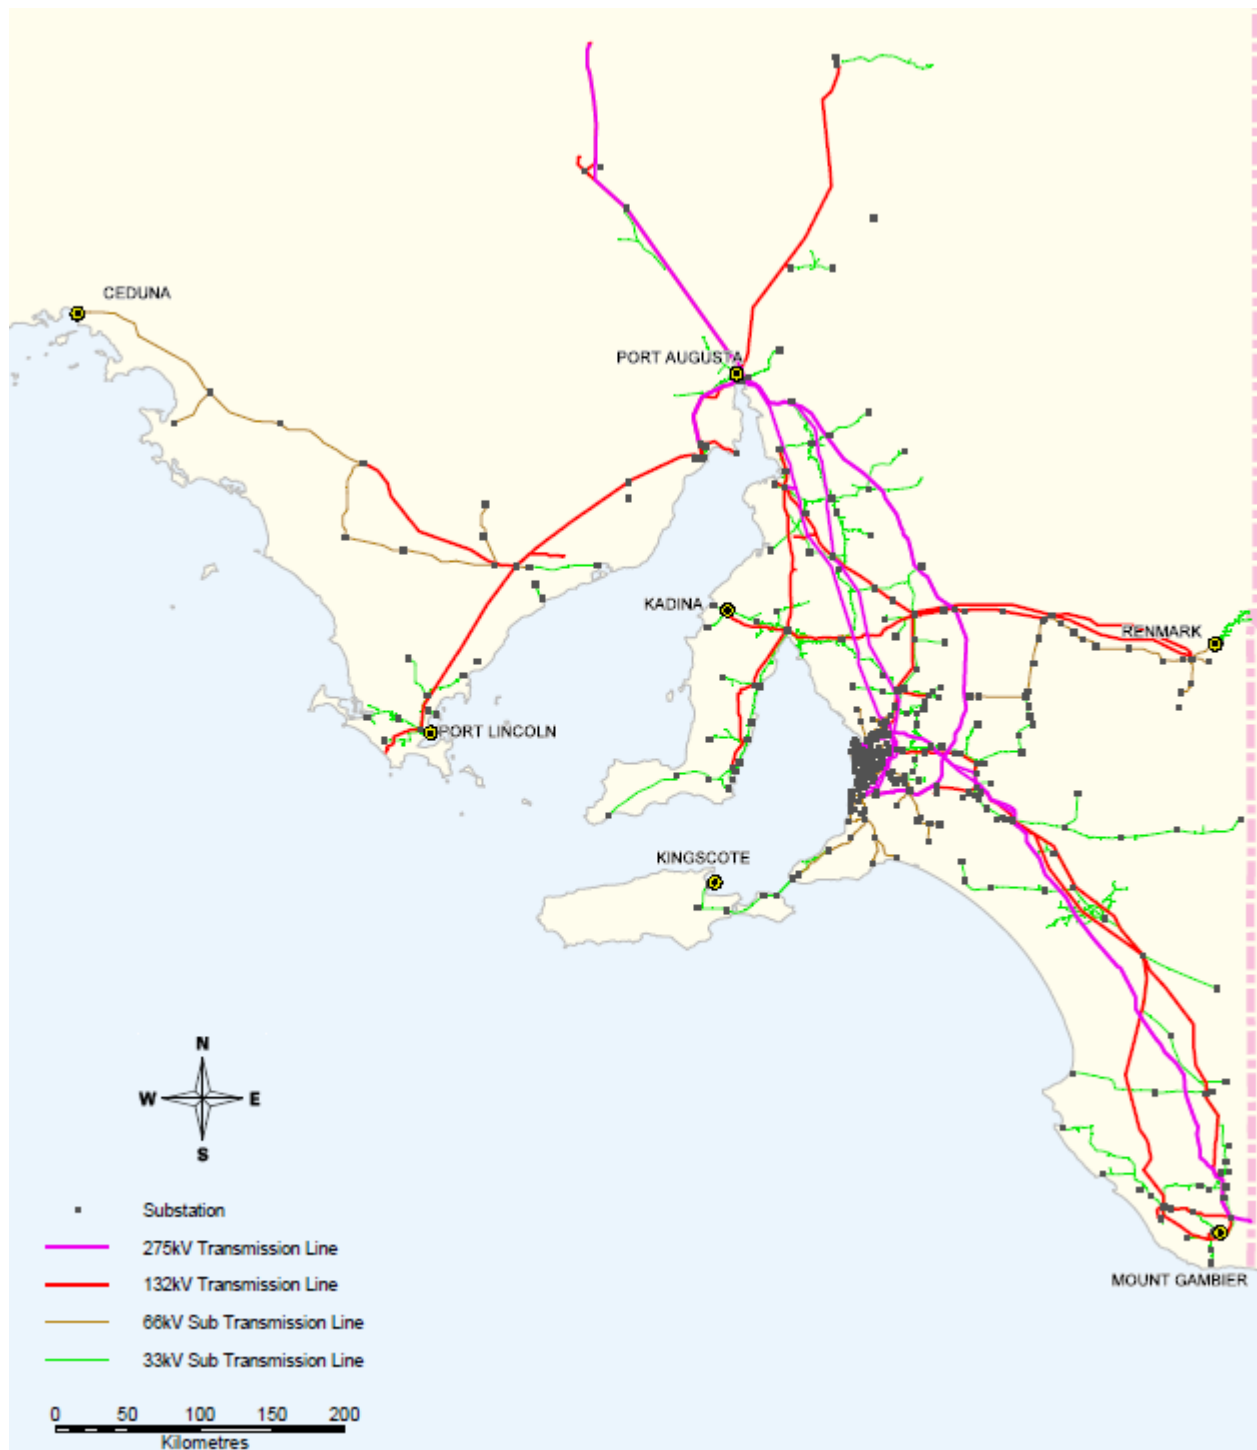 CEDUNA
PORT AUGUSTA
KADINA
RENMARK
PORT LINCOLN
KINGSCOTE
MOUNT GAMBIER
N
W E
S
Substation
275kV Transmission Line
132kV Transmission Line
66kV Sub Transmission Line
33kV Sub Transmission Line
0 50 100 150 200
Kilometres